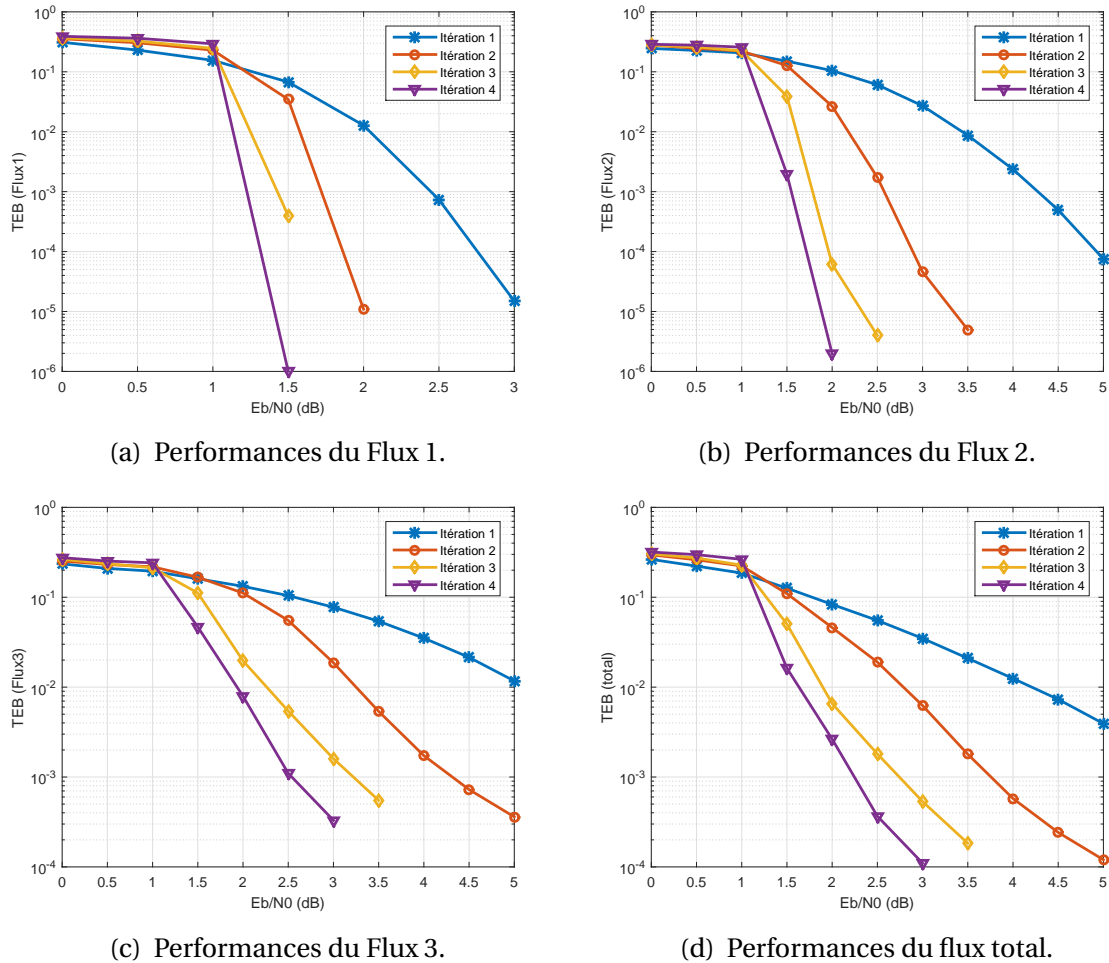 10^0
10^-1
10^-2
10^-3
10^-4
10^-5
10^-6
TEB (Flux1)
0 0.5 1 1.5 2 2.5 3
Eb/N0 (dB)
Itération 1
Itération 2
Itération 3
Itération 4
(a) Performances du Flux 1.
10^0
10^-1
10^-2
10^-3
10^-4
10^-5
10^-6
TEB (Flux2)
0 0.5 1 1.5 2 2.5 3 3.5 4 4.5 5
Eb/N0 (dB)
Itération 1
Itération 2
Itération 3
Itération 4
(b) Performances du Flux 2.
10^0
10^-1
10^-2
10^-3
10^-4
TEB (Flux3)
0 0.5 1 1.5 2 2.5 3 3.5 4 4.5 5
Eb/N0 (dB)
Itération 1
Itération 2
Itération 3
Itération 4
(c) Performances du Flux 3.
10^0
10^-1
10^-2
10^-3
10^-4
TEB (total)
0 0.5 1 1.5 2 2.5 3 3.5 4 4.5 5
Eb/N0 (dB)
Itération 1
Itération 2
Itération 3
Itération 4
(d) Performances du flux total.